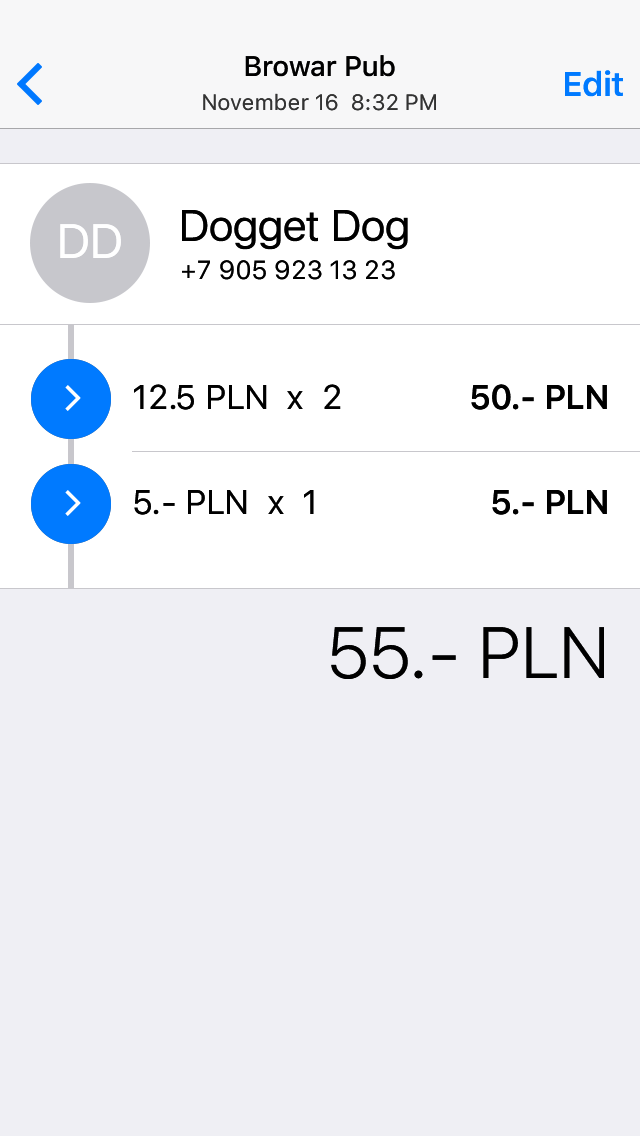 Browar Pub
November 16 8:32 PM
Edit
DD
Dogget Dog
+7 905 923 13 23
12.5 PLN x 2 50.- PLN
5.- PLN x 1 5.- PLN
55.- PLN